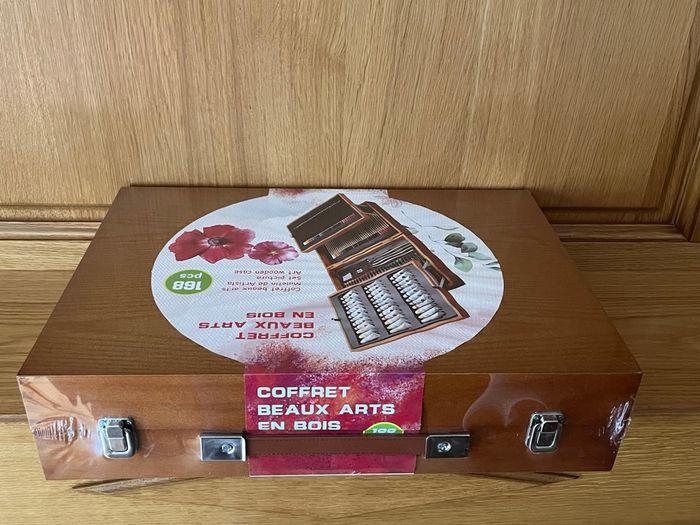 COFFRET
BEAUX ARTS
EN BOIS
Coffret beaux arts
Maletin de Artista
Set pictura
Art wooden case
168
pcs
COFFRET
BEAUX ARTS
EN BOIS